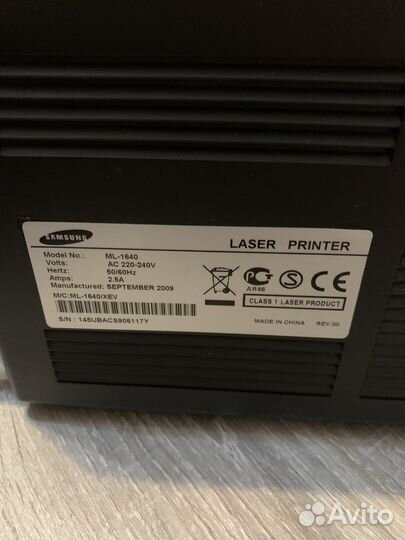 SAMSUNG
LASER PRINTER
Model No.: ML-1640
Volts: AC 220-240V
Hertz: 50/60Hz
Amps: 2.5A
Manufactured: SEPTEMBER 2009
M/C:ML-1640/XEV
S/N : 145UBACS906117Y
АЯ46
CLASS 1 LASER PRODUCT
MADE IN CHINA REV.00
Avito